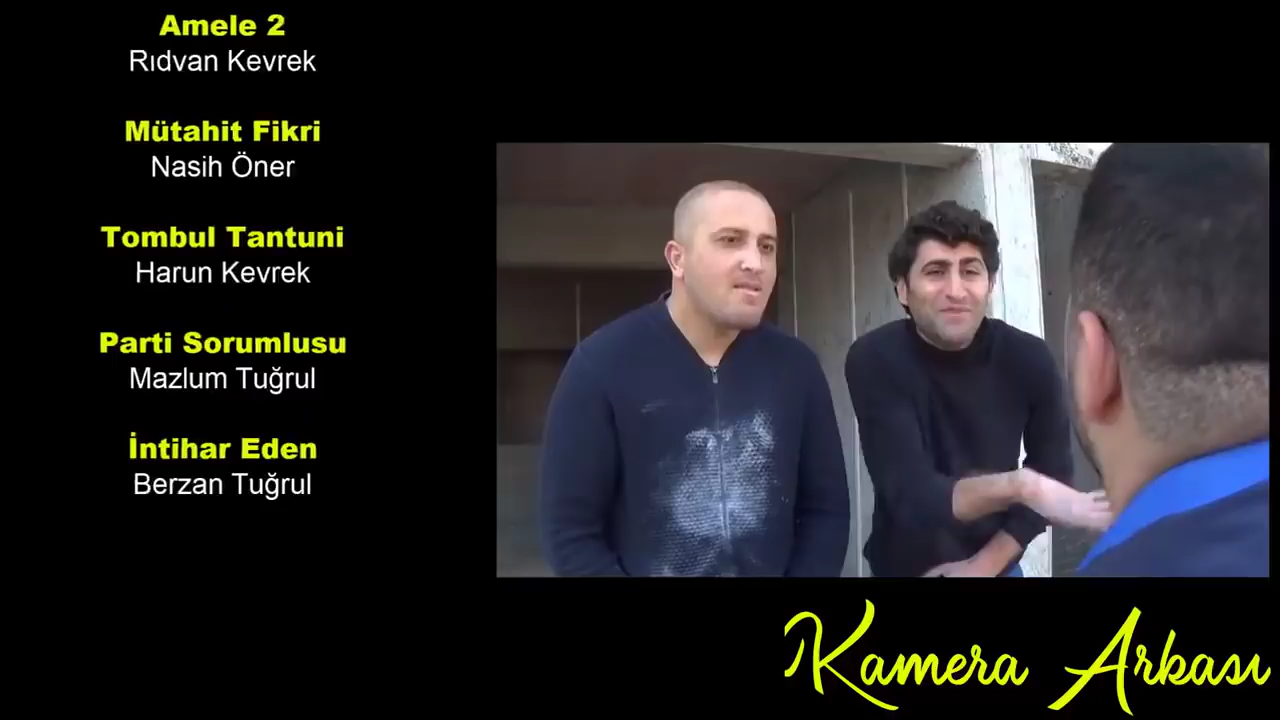 Amele 2
Rıdvan Kevrek
Mütahit Fikri
Nasih Öner
Tombul Tantuni
Harun Kevrek
Parti Sorumlusu
Mazlum Tuğrul
İntihar Eden
Berzan Tuğrul
Kamera Arkası